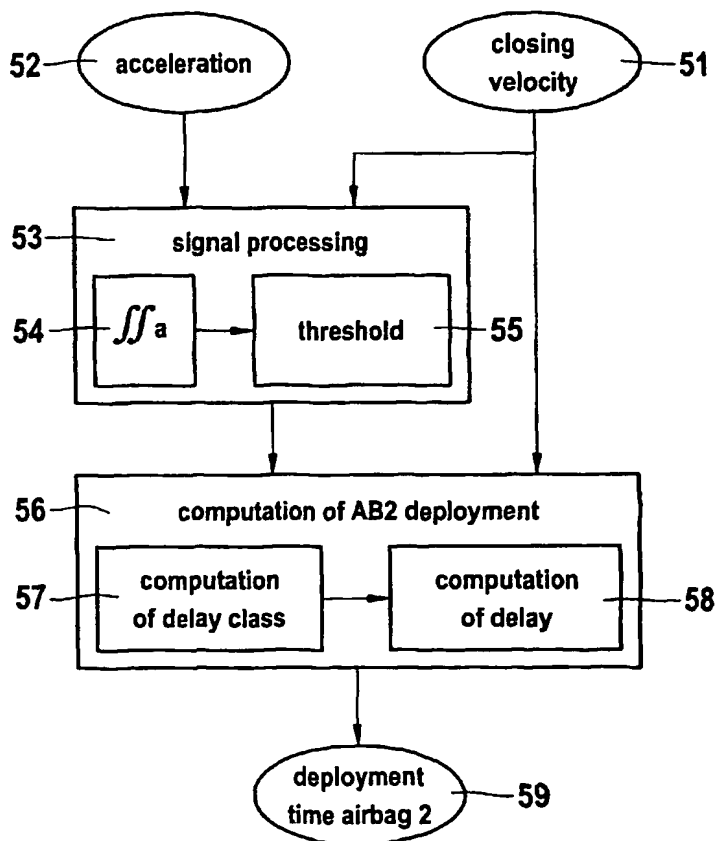 52
acceleration
closing
velocity
51
53
signal processing
54
∬a
threshold
55
56
computation of AB2 deployment
57
computation
of delay class
computation
of delay
58
deployment
time airbag 2
59